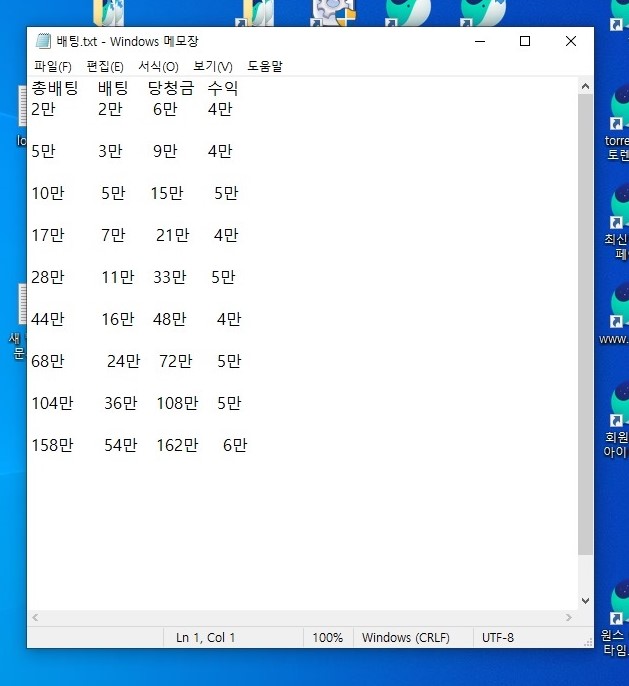 배팅.txt - Windows 메모장
파일(F) 편집(E) 서식(O) 보기(V) 도움말
총배팅 배팅 당청금 수익
2만 2만 6만 4만
5만 3만 9만 4만
10만 5만 15만 5만
17만 7만 21만 4만
28만 11만 33만 5만
44만 16만 48만 4만
68만 24만 72만 5만
104만 36만 108만 5만
158만 54만 162만 6만
Ln 1, Col 1 100% Windows (CRLF) UTF-8
lo
새
문
torre
토렌
최신
페
www.
회원
아이
원스
타임